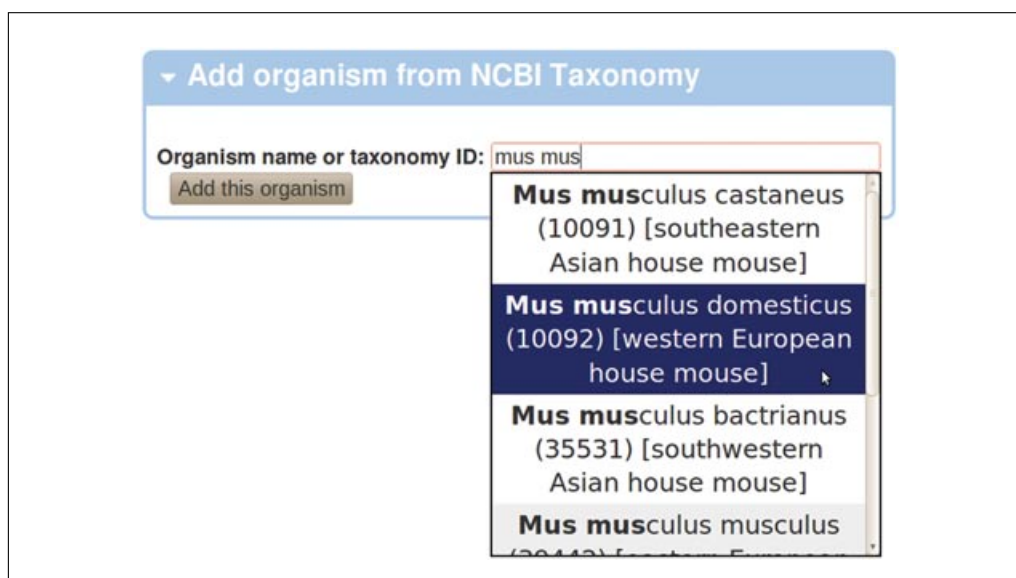 Add organism from NCBI Taxonomy
Organism name or taxonomy ID: mus mus
Add this organism
Mus musculus castaneus
(10091) [southeastern
Asian house mouse]
Mus musculus domesticus
(10092) [western European
house mouse]
Mus musculus bactrianus
(35531) [southwestern
Asian house mouse]
Mus musculus musculus